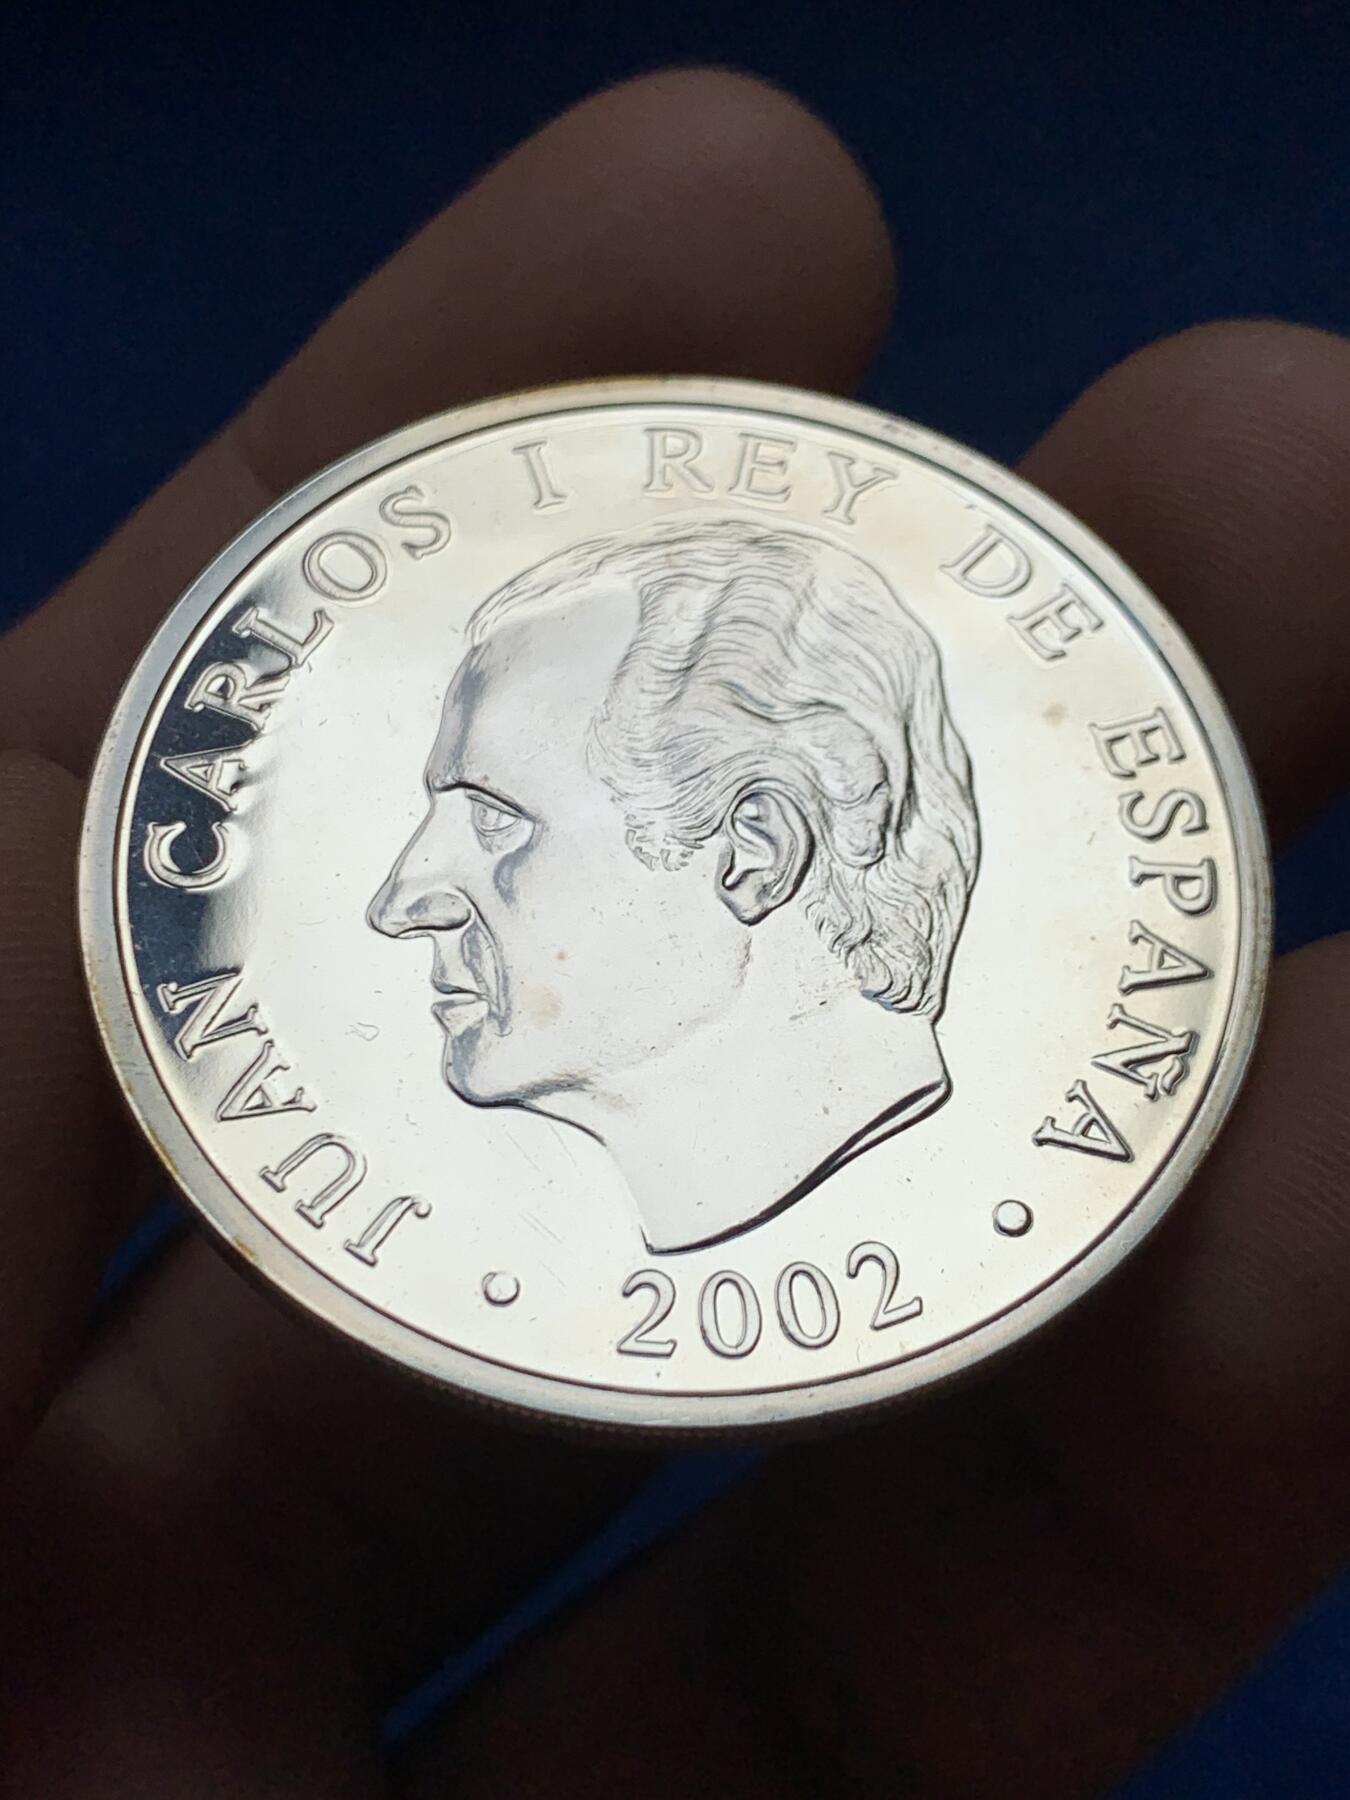 JUAN CARLOS I REY DE ESPAÑA
• 2002 •